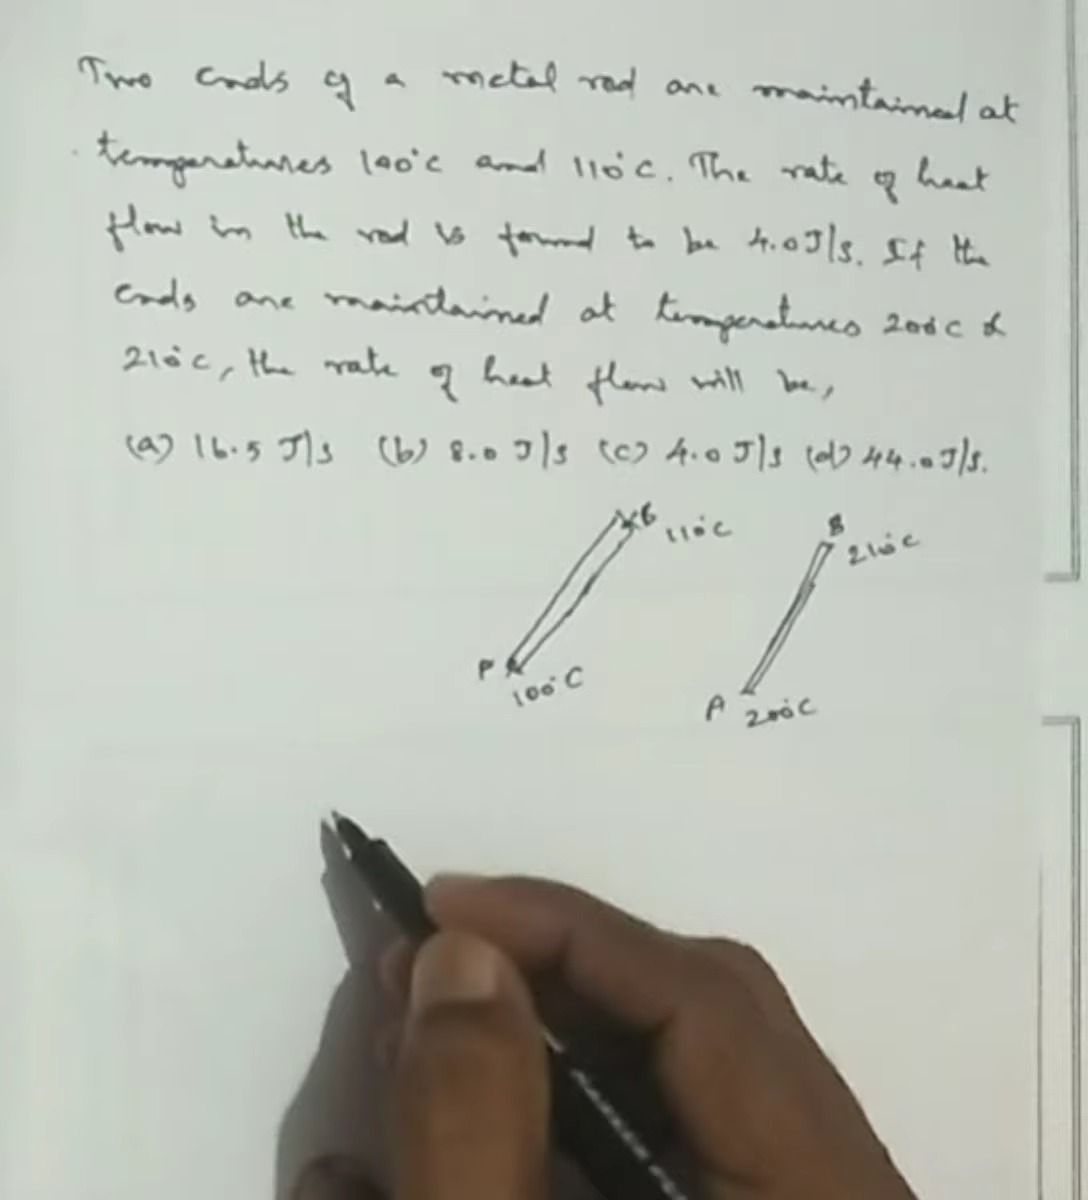 Two ends of a metal rod are maintained at
temperatures 100°C and 110°C. The rate of heat
flow in the rod is found to be 4.0J/s. If the
ends are maintained at temperatures 200°C &
210°C, the rate of heat flow will be,
(a) 16.5 J/s (b) 8.0 J/s (c) 4.0 J/s (d) 44.0J/s.
110°C
B
210°C
P
100°C
A 200°C